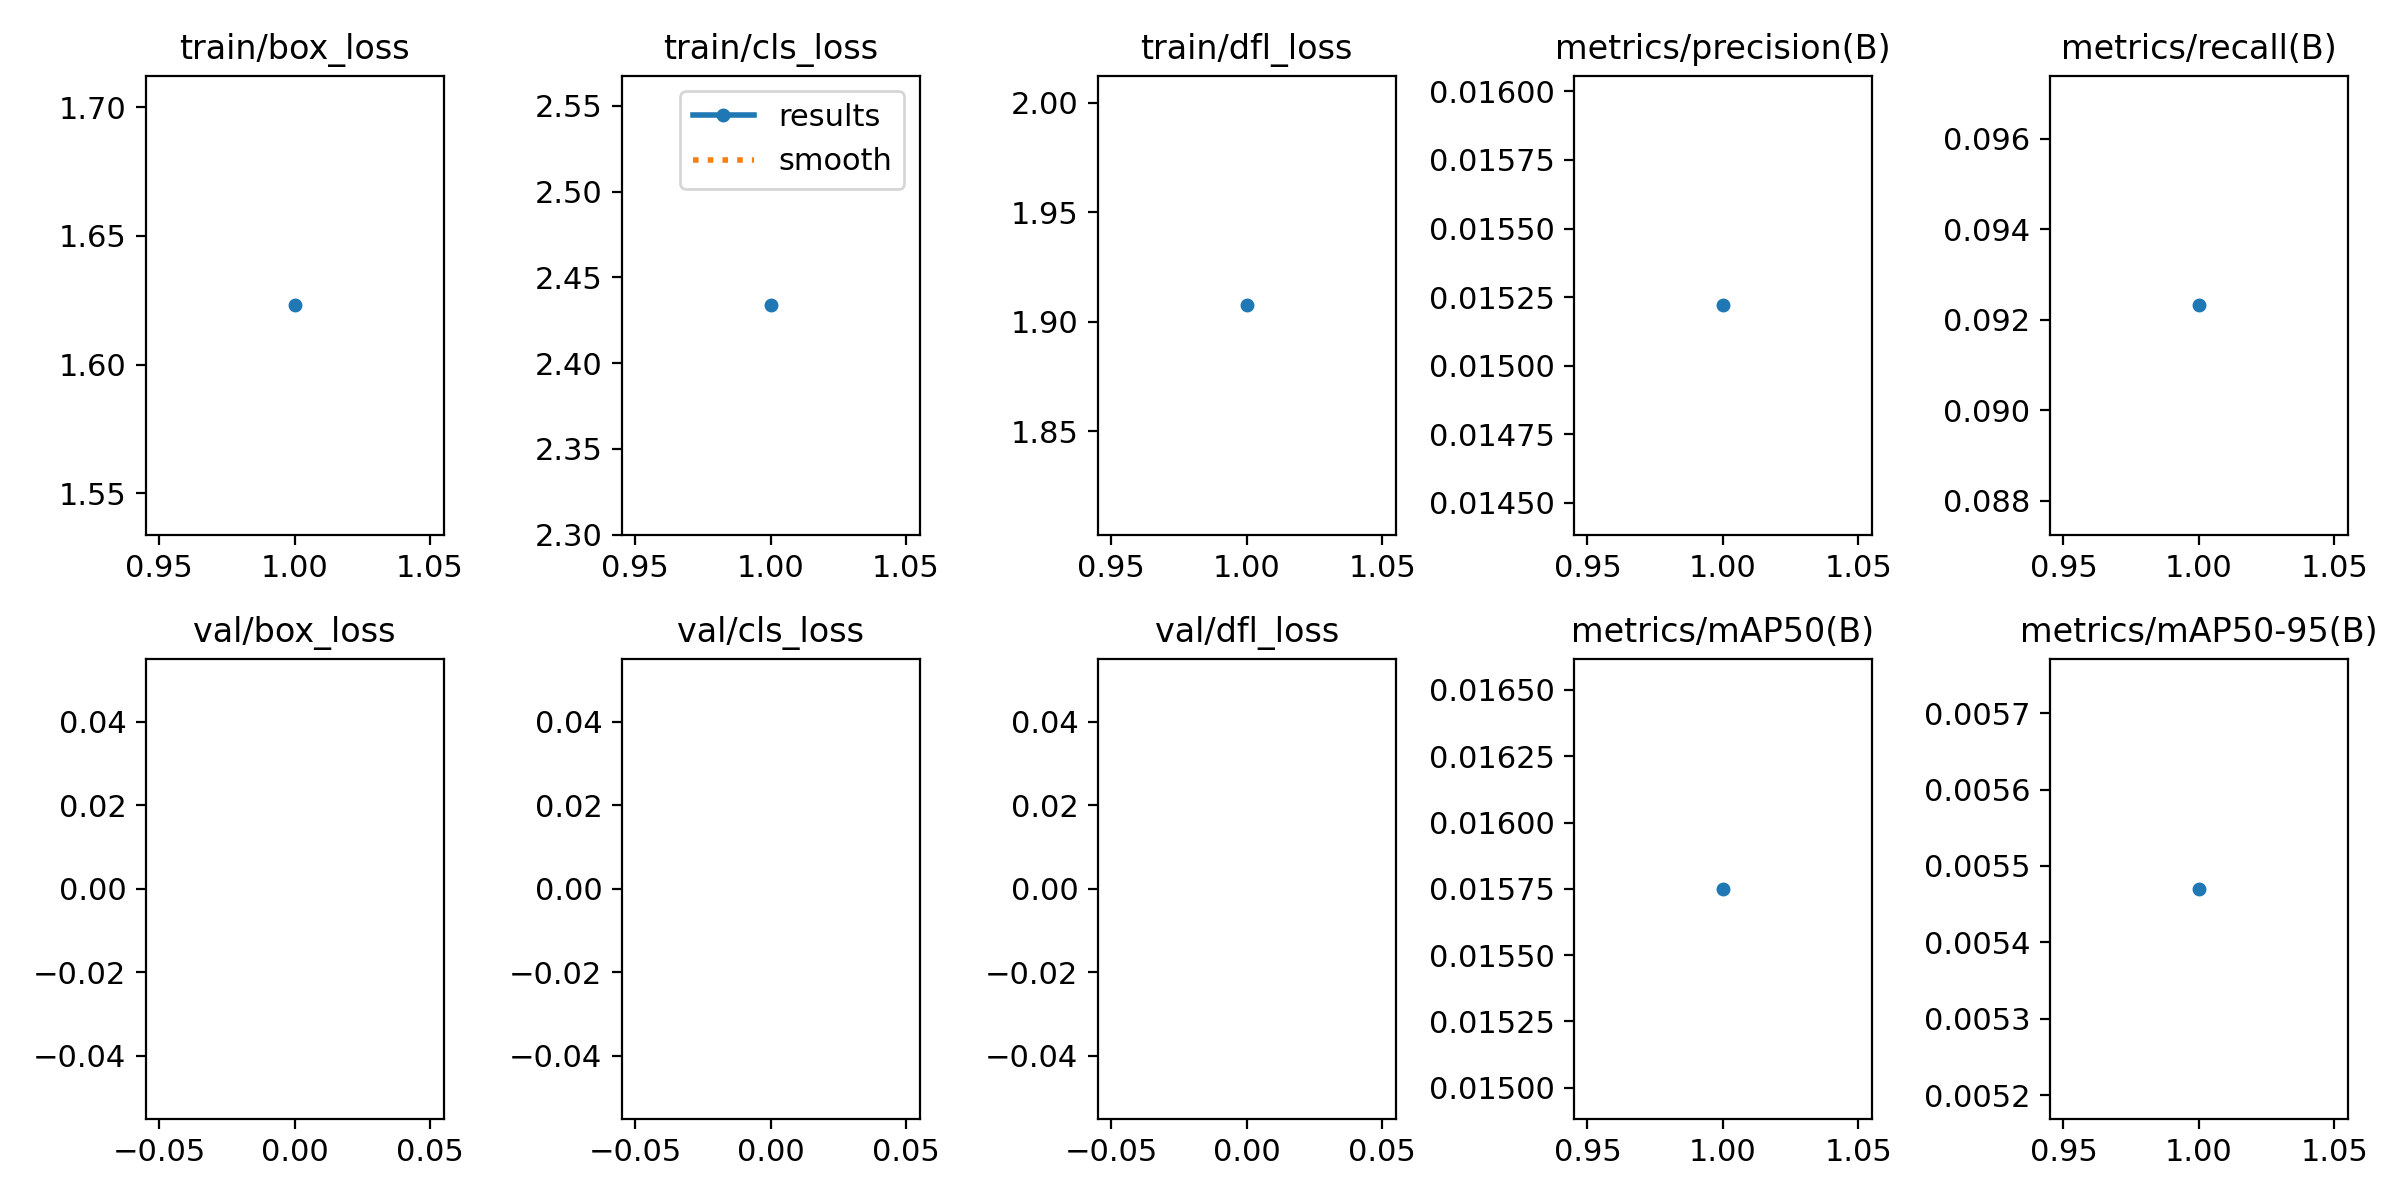 train/box_loss
1.70
1.65
1.60
1.55
0.95 1.00 1.05
train/cls_loss
results
smooth
2.55
2.50
2.45
2.40
2.35
2.30
0.95 1.00 1.05
train/dfl_loss
2.00
1.95
1.90
1.85
0.95 1.00 1.05
metrics/precision(B)
0.01600
0.01575
0.01550
0.01525
0.01500
0.01475
0.01450
0.95 1.00 1.05
metrics/recall(B)
0.096
0.094
0.092
0.090
0.088
0.95 1.00 1.05
val/box_loss
0.04
0.02
0.00
−0.02
−0.04
−0.05 0.00 0.05
val/cls_loss
0.04
0.02
0.00
−0.02
−0.04
−0.05 0.00 0.05
val/dfl_loss
0.04
0.02
0.00
−0.02
−0.04
−0.05 0.00 0.05
metrics/mAP50(B)
0.01650
0.01625
0.01600
0.01575
0.01550
0.01525
0.01500
0.95 1.00 1.05
metrics/mAP50-95(B)
0.0057
0.0056
0.0055
0.0054
0.0053
0.0052
0.95 1.00 1.05